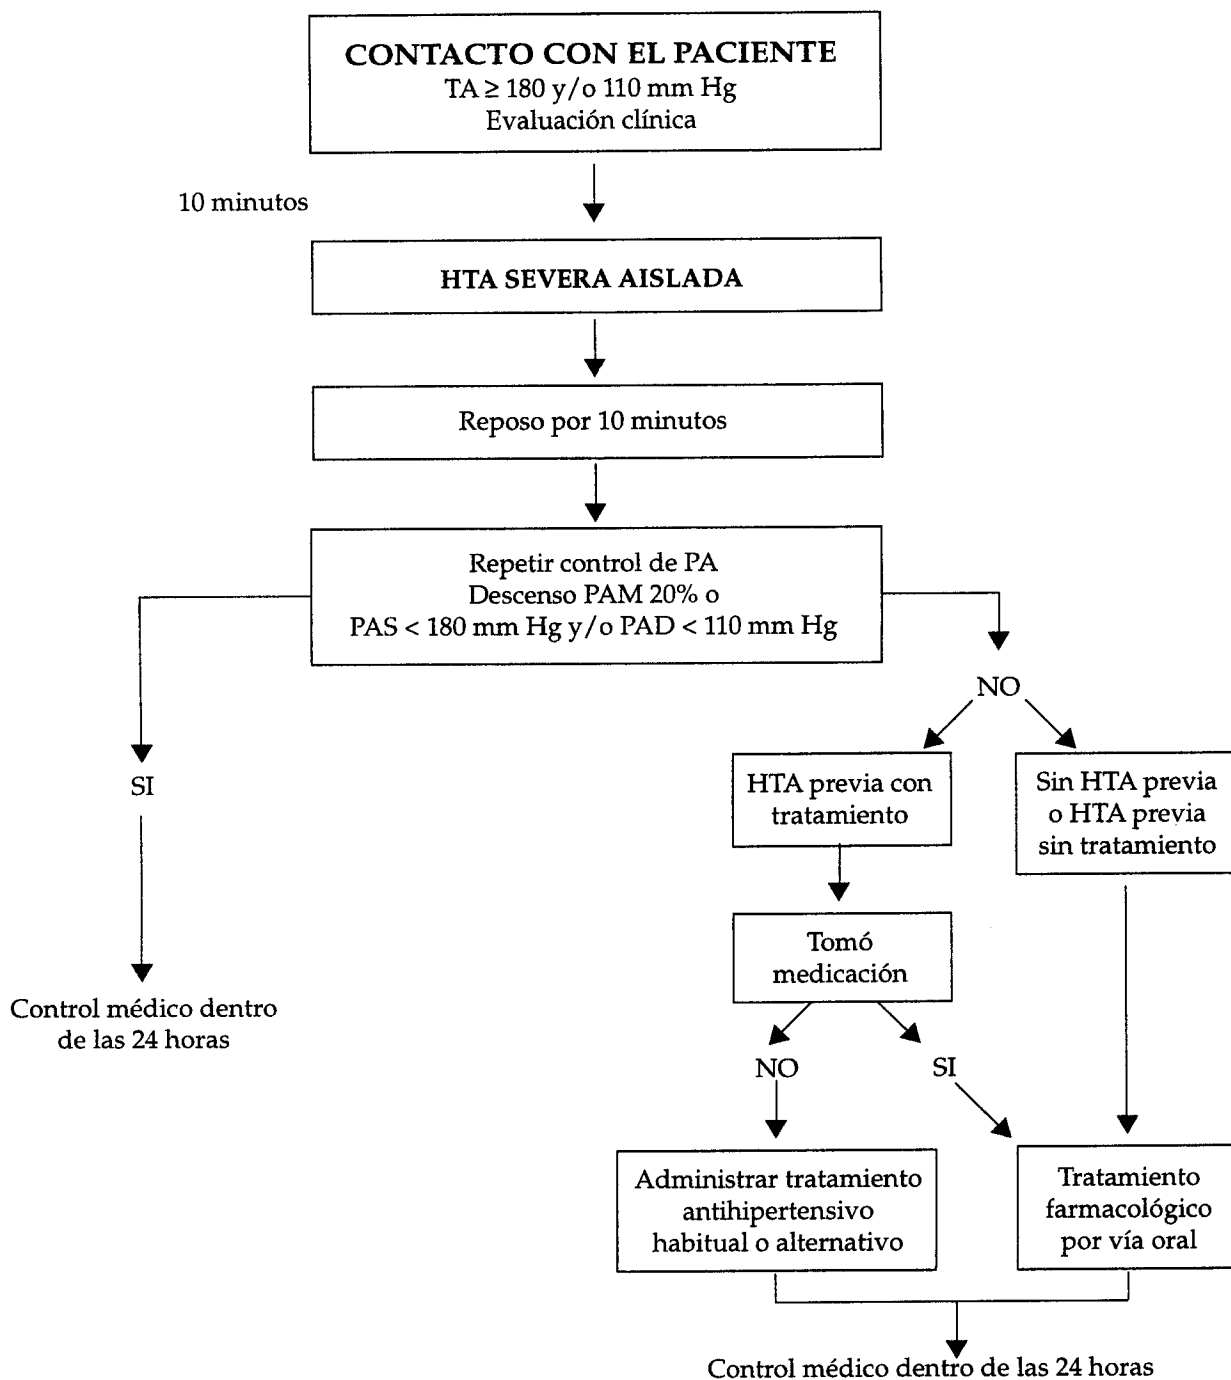 CONTACTO CON EL PACIENTE
TA ≥ 180 y/o 110 mm Hg
Evaluación clínica
10 minutos
HTA SEVERA AISLADA
Reposo por 10 minutos
Repetir control de PA
Descenso PAM 20% o
PAS < 180 mm Hg y/o PAD < 110 mm Hg
NO
SI
HTA previa con
tratamiento
Sin HTA previa
o HTA previa
sin tratamiento
Tomó
medicación
Control médico dentro
de las 24 horas
NO
SI
Administrar tratamiento
antihipertensivo
habitual o alternativo
Tratamiento
farmacológico
por vía oral
Control médico dentro de las 24 horas